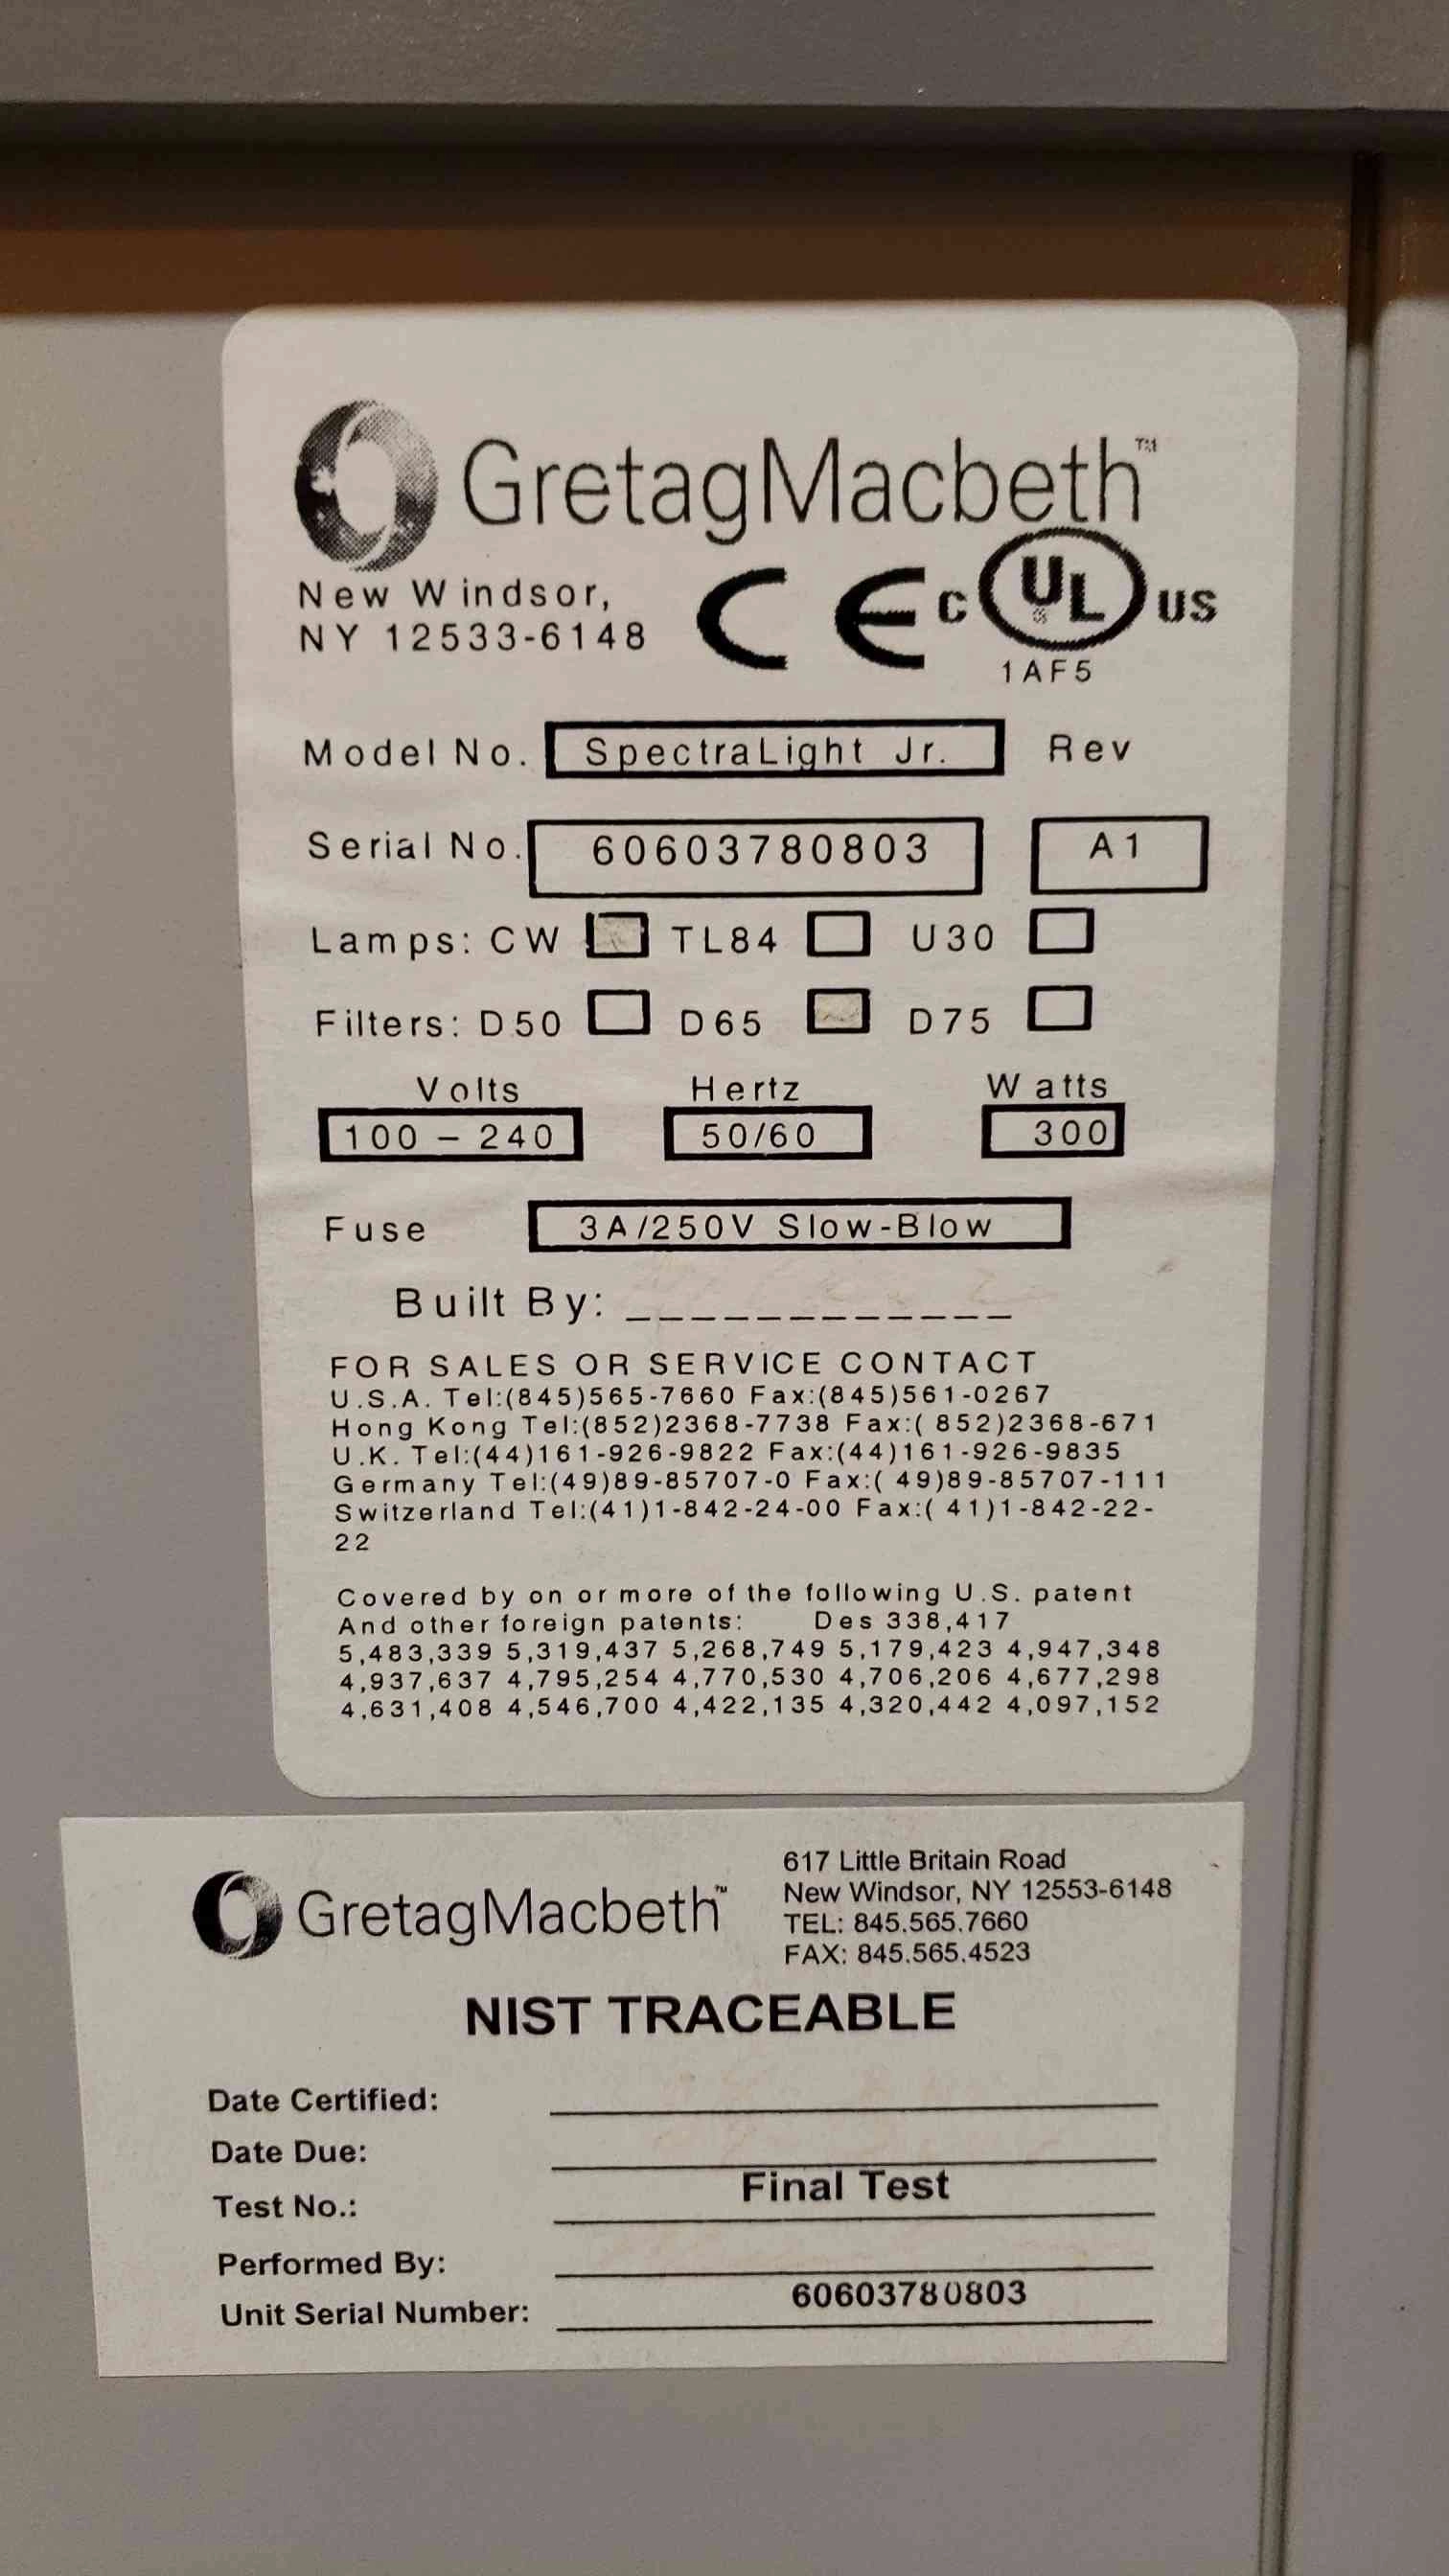 GretagMacbeth™
New Windsor,
NY 12533-6148
CE
c UL us
1AF5
Model No. SpectraLight Jr. Rev
Serial No. 60603780803 A1
Lamps: CW TL84 U30
Filters: D50 D65 D75
Volts Hertz Watts
100 – 240 50/60 300
Fuse 3A/250V Slow-Blow
Built By: ____________
FOR SALES OR SERVICE CONTACT
U.S.A. Tel:(845)565-7660 Fax:(845)561-0267
Hong Kong Tel:(852)2368-7738 Fax:( 852)2368-671
U.K. Tel:(44)161-926-9822 Fax:(44)161-926-9835
Germany Tel:(49)89-85707-0 Fax:( 49)89-85707-111
Switzerland Tel:(41)1-842-24-00 Fax:( 41)1-842-22-
22
Covered by on or more of the following U.S. patent
And other foreign patents: Des 338,417
5,483,339 5,319,437 5,268,749 5,179,423 4,947,348
4,937,637 4,795,254 4,770,530 4,706,206 4,677,298
4,631,408 4,546,700 4,422,135 4,320,442 4,097,152
GretagMacbeth™
617 Little Britain Road
New Windsor, NY 12553-6148
TEL: 845.565.7660
FAX: 845.565.4523
NIST TRACEABLE
Date Certified:
Date Due:
Test No.: Final Test
Performed By:
Unit Serial Number: 60603780803